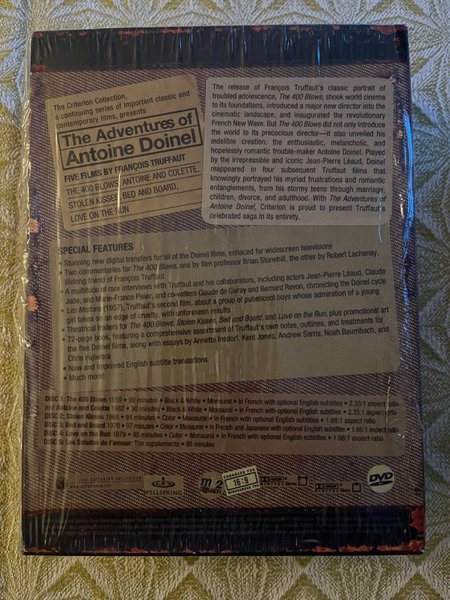 The Criterion Collection,
a continuing series of important classic and
contemporary films, presents
The Adventures of
Antoine Doinel
FIVE FILMS BY FRANÇOIS TRUFFAUT
THE 400 BLOWS, ANTOINE AND COLETTE,
STOLEN KISSES, BED AND BOARD,
LOVE ON THE RUN
The release of François Truffaut's classic portrait of
troubled adolescence, The 400 Blows, shook world cinema
to its foundations, introduced a major new director into the
cinematic landscape, and inaugurated the revolutionary
French New Wave. But The 400 Blows did not only introduce
the world to its precocious director—it also unveiled his
indelible creation: the enthusiastic, melancholic, and
hopelessly romantic trouble-maker Antoine Doinel. Played
by the irrepressible and iconic Jean-Pierre Léaud, Doinel
reappeared in four subsequent Truffaut films that
knowingly portrayed his myriad frustrations and romantic
entanglements, from his stormy teens through marriage,
children, divorce, and adulthood. With The Adventures of
Antoine Doinel, Criterion is proud to present Truffaut's
celebrated saga in its entirety.
SPECIAL FEATURES
• Stunning new digital transfers for all of the Doinel films, enhanced for widescreen televisions
• Two commentaries for The 400 Blows, one by film professor Brian Stonehill, the other by Robert Lachenay,
lifelong friend of François Truffaut
• A multitude of rare interviews with Truffaut and his collaborators, including actors Jean-Pierre Léaud, Claude
Jade, and Marie-France Pisier, and co-writers Claude de Givray and Bernard Revon, chronicling the Doinel cycle
• Les Mistons (1957), Truffaut's second film, about a group of pubescent boys whose admiration of a young
girl takes on an edge of cruelty, with unforeseen results
• Theatrical trailers for The 400 Blows, Stolen Kisses, Bed and Board, and Love on the Run, plus promotional art
• 72-page book, featuring a comprehensive assortment of Truffaut's own notes, outlines, and treatments for
the five Doinel films, along with essays by Annette Insdorf, Kent Jones, Andrew Sarris, Noah Baumbach, and
Chris Fujiwara
• New and improved English subtitle translations
• Much more!
DISC 1: The 400 Blows 1959 • 99 minutes • Black & White • Monaural • In French with optional English subtitles • 2.35:1 aspect ratio
and Antoine and Colette 1962 • 30 minutes • Black & White • Monaural • In French with optional English subtitles • 2.35:1 aspect ratio
DISC 2: Stolen Kisses 1968 • 91 minutes • Color • Monaural • In French with optional English subtitles • 1.66:1 aspect ratio
DISC 3: Bed and Board 1970 • 97 minutes • Color • Monaural • In French and Japanese with optional English subtitles • 1.66:1 aspect ratio
DISC 4: Love on the Run 1979 • 95 minutes • Color • Monaural • In French with optional English subtitles • 1.66:1 aspect ratio
DISC 5: Les Salades de l'amour: The supplements • 95 minutes
THE CRITERION COLLECTION
WELLSPRING
mk2
ENHANCED FOR
16:9
DVD